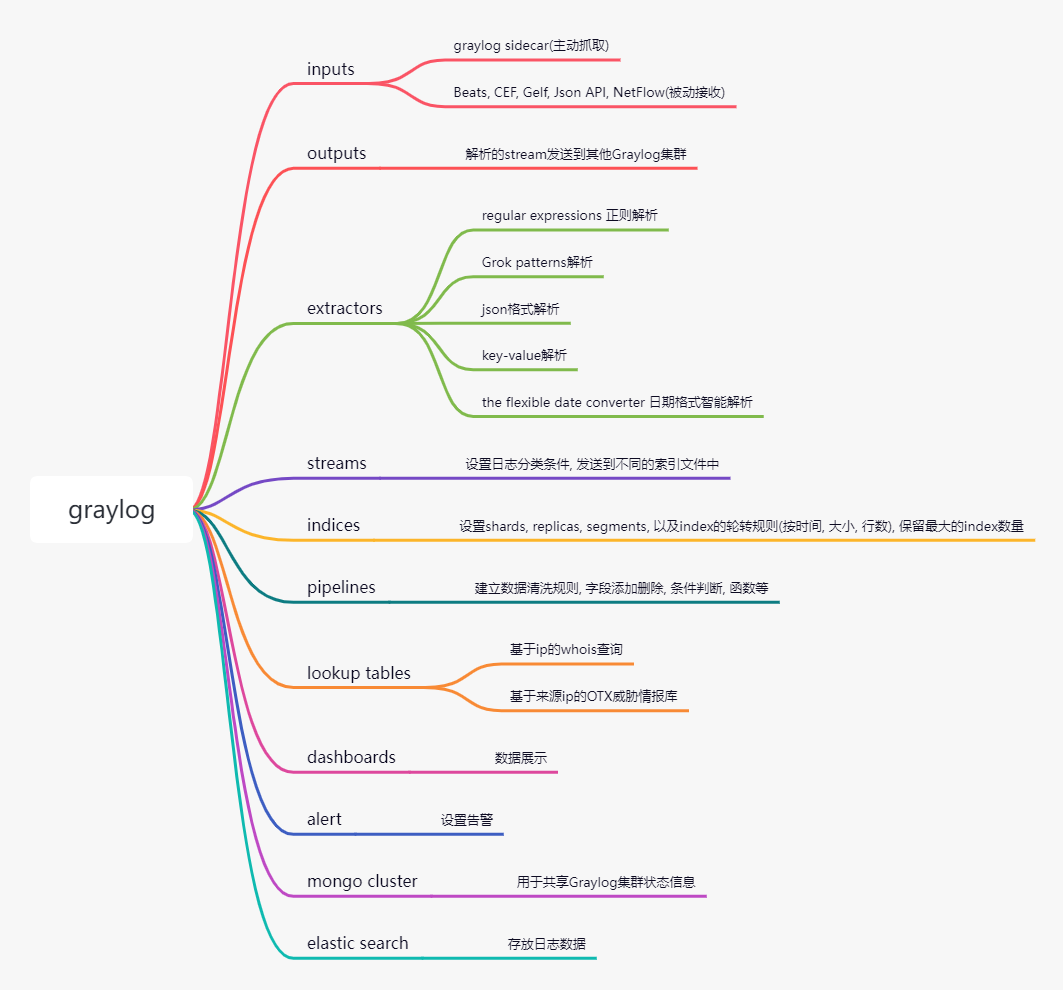 graylog
inputs
graylog sidecar(主动抓取)
Beats, CEF, Gelf, Json API, NetFlow(被动接收)
outputs
解析的stream发送到其他Graylog集群
extractors
regular expressions 正则解析
Grok patterns解析
json格式解析
key-value解析
the flexible date converter 日期格式智能解析
streams
设置日志分类条件, 发送到不同的索引文件中
indices
设置shards, replicas, segments, 以及index的轮转规则(按时间, 大小, 行数), 保留最大的index数量
pipelines
建立数据清洗规则, 字段添加删除, 条件判断, 函数等
lookup tables
基于ip的whois查询
基于来源ip的OTX威胁情报库
dashboards
数据展示
alert
设置告警
mongo cluster
用于共享Graylog集群状态信息
elastic search
存放日志数据